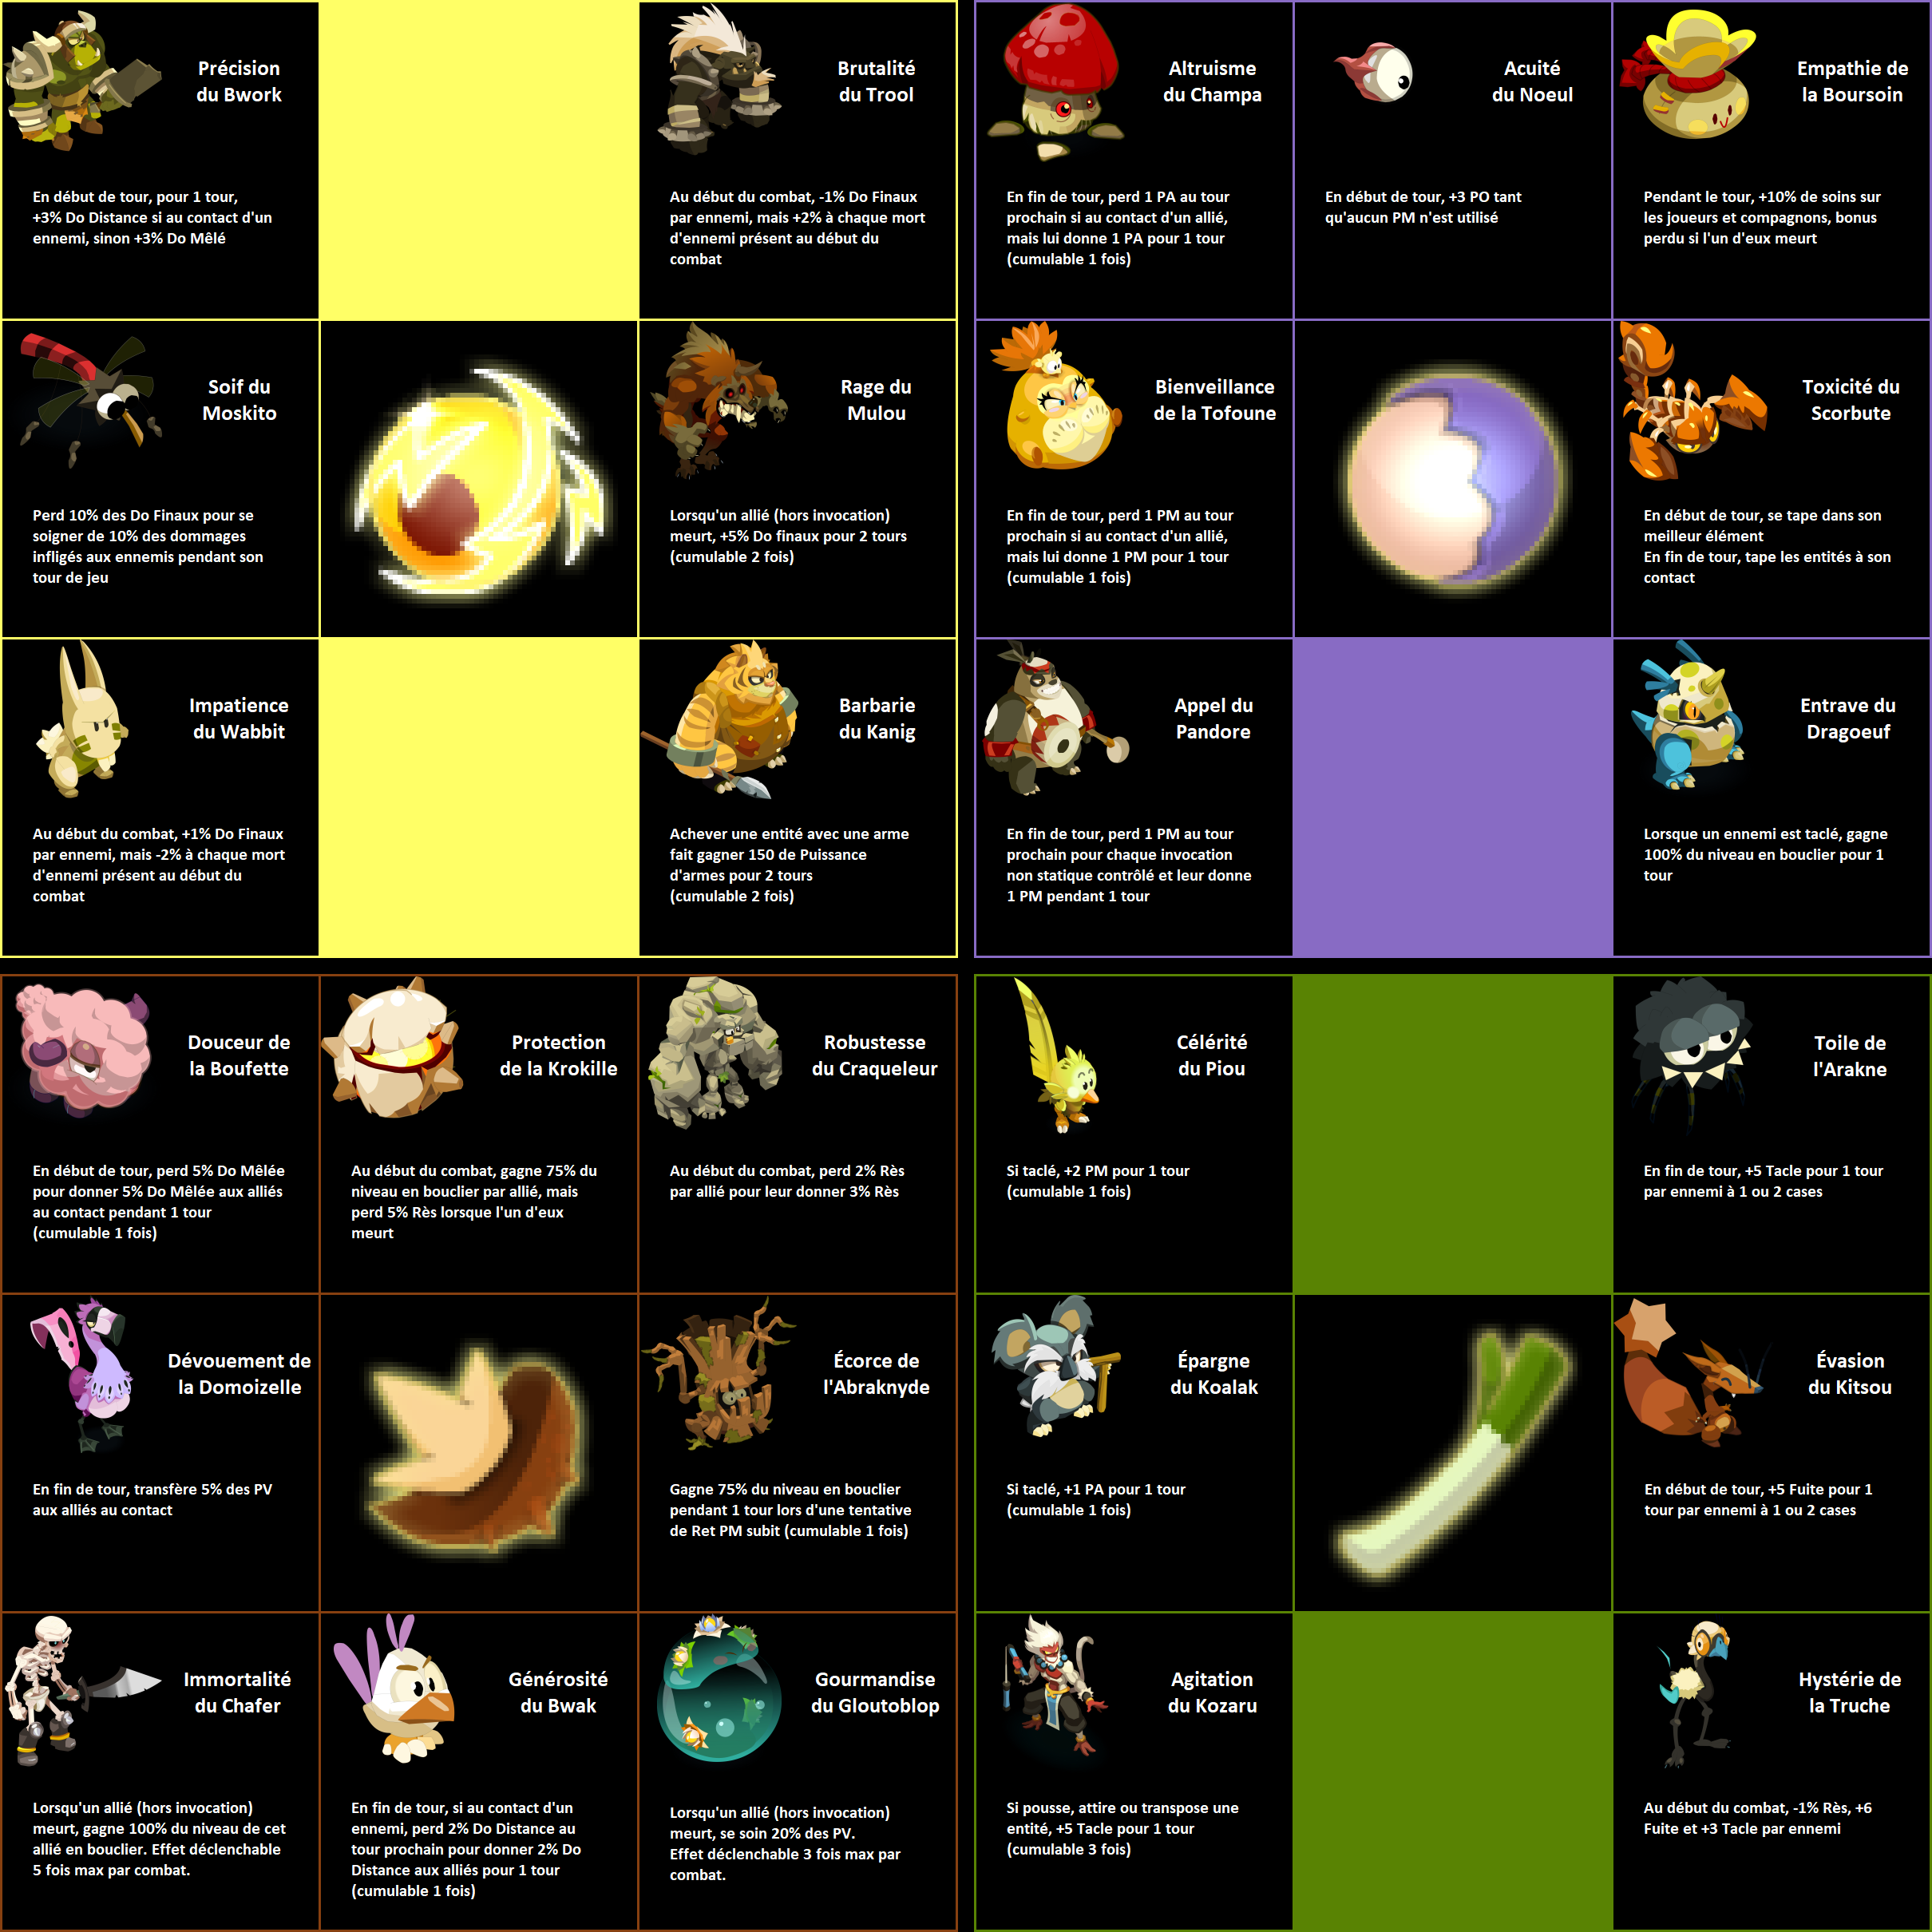 Précision
du Bwork
En début de tour, pour 1 tour,
+3% Do Distance si au contact d'un
ennemi, sinon +3% Do Mêlé
Brutalité
du Trool
Au début du combat, -1% Do Finaux
par ennemi, mais +2% à chaque mort
d'ennemi présent au début du
combat
Soif du
Moskito
Perd 10% des Do Finaux pour se
soigner de 10% des dommages
infligés aux ennemis pendant son
tour de jeu
Rage du
Mulou
Lorsqu'un allié (hors invocation)
meurt, +5% Do finaux pour 2 tours
(cumulable 2 fois)
Impatience
du Wabbit
Au début du combat, +1% Do Finaux
par ennemi, mais -2% à chaque mort
d'ennemi présent au début du
combat
Barbarie
du Kanig
Achever une entité avec une arme
fait gagner 150 de Puissance
d'armes pour 2 tours
(cumulable 2 fois)
Altruisme
du Champa
En fin de tour, perd 1 PA au tour
prochain si au contact d'un allié,
mais lui donne 1 PA pour 1 tour
(cumulable 1 fois)
Acuité
du Noeul
En début de tour, +3 PO tant
qu'aucun PM n'est utilisé
Empathie de
la Boursoin
Pendant le tour, +10% de soins sur
les joueurs et compagnons, bonus
perdu si l'un d'eux meurt
Bienveillance
de la Tofoune
En fin de tour, perd 1 PM au tour
prochain si au contact d'un allié,
mais lui donne 1 PM pour 1 tour
(cumulable 1 fois)
Toxicité du
Scorbute
En début de tour, se tape dans son
meilleur élément
En fin de tour, tape les entités à son
contact
Appel du
Pandore
En fin de tour, perd 1 PM au tour
prochain pour chaque invocation
non statique contrôlé et leur donne
1 PM pendant 1 tour
Entrave du
Dragoeuf
Lorsque un ennemi est taclé, gagne
100% du niveau en bouclier pour 1
tour
Douceur de
la Boufette
En début de tour, perd 5% Do Mêlée
pour donner 5% Do Mêlée aux alliés
au contact pendant 1 tour
(cumulable 1 fois)
Protection
de la Krokille
Au début du combat, gagne 75% du
niveau en bouclier par allié, mais
perd 5% Rès lorsque l'un d'eux
meurt
Robustesse
du Craqueleur
Au début du combat, perd 2% Rès
par allié pour leur donner 3% Rès
Dévouement de
la Domoizelle
En fin de tour, transfère 5% des PV
aux alliés au contact
Écorce de
l'Abraknyde
Gagne 75% du niveau en bouclier
pendant 1 tour lors d'une tentative
de Ret PM subit (cumulable 1 fois)
Immortalité
du Chafer
Lorsqu'un allié (hors invocation)
meurt, gagne 100% du niveau de cet
allié en bouclier. Effet déclenchable
5 fois max par combat.
Générosité
du Bwak
En fin de tour, si au contact d'un
ennemi, perd 2% Do Distance au
tour prochain pour donner 2% Do
Distance aux alliés pour 1 tour
(cumulable 1 fois)
Gourmandise
du Gloutoblop
Lorsqu'un allié (hors invocation)
meurt, se soin 20% des PV.
Effet déclenchable 3 fois max par
combat.
Célérité
du Piou
Si taclé, +2 PM pour 1 tour
(cumulable 1 fois)
Toile de
l'Arakne
En fin de tour, +5 Tacle pour 1 tour
par ennemi à 1 ou 2 cases
Épargne
du Koalak
Si taclé, +1 PA pour 1 tour
(cumulable 1 fois)
Évasion
du Kitsou
En début de tour, +5 Fuite pour 1
tour par ennemi à 1 ou 2 cases
Agitation
du Kozaru
Si pousse, attire ou transpose une
entité, +5 Tacle pour 1 tour
(cumulable 3 fois)
Hystérie de
la Truche
Au début du combat, -1% Rès, +6
Fuite et +3 Tacle par ennemi